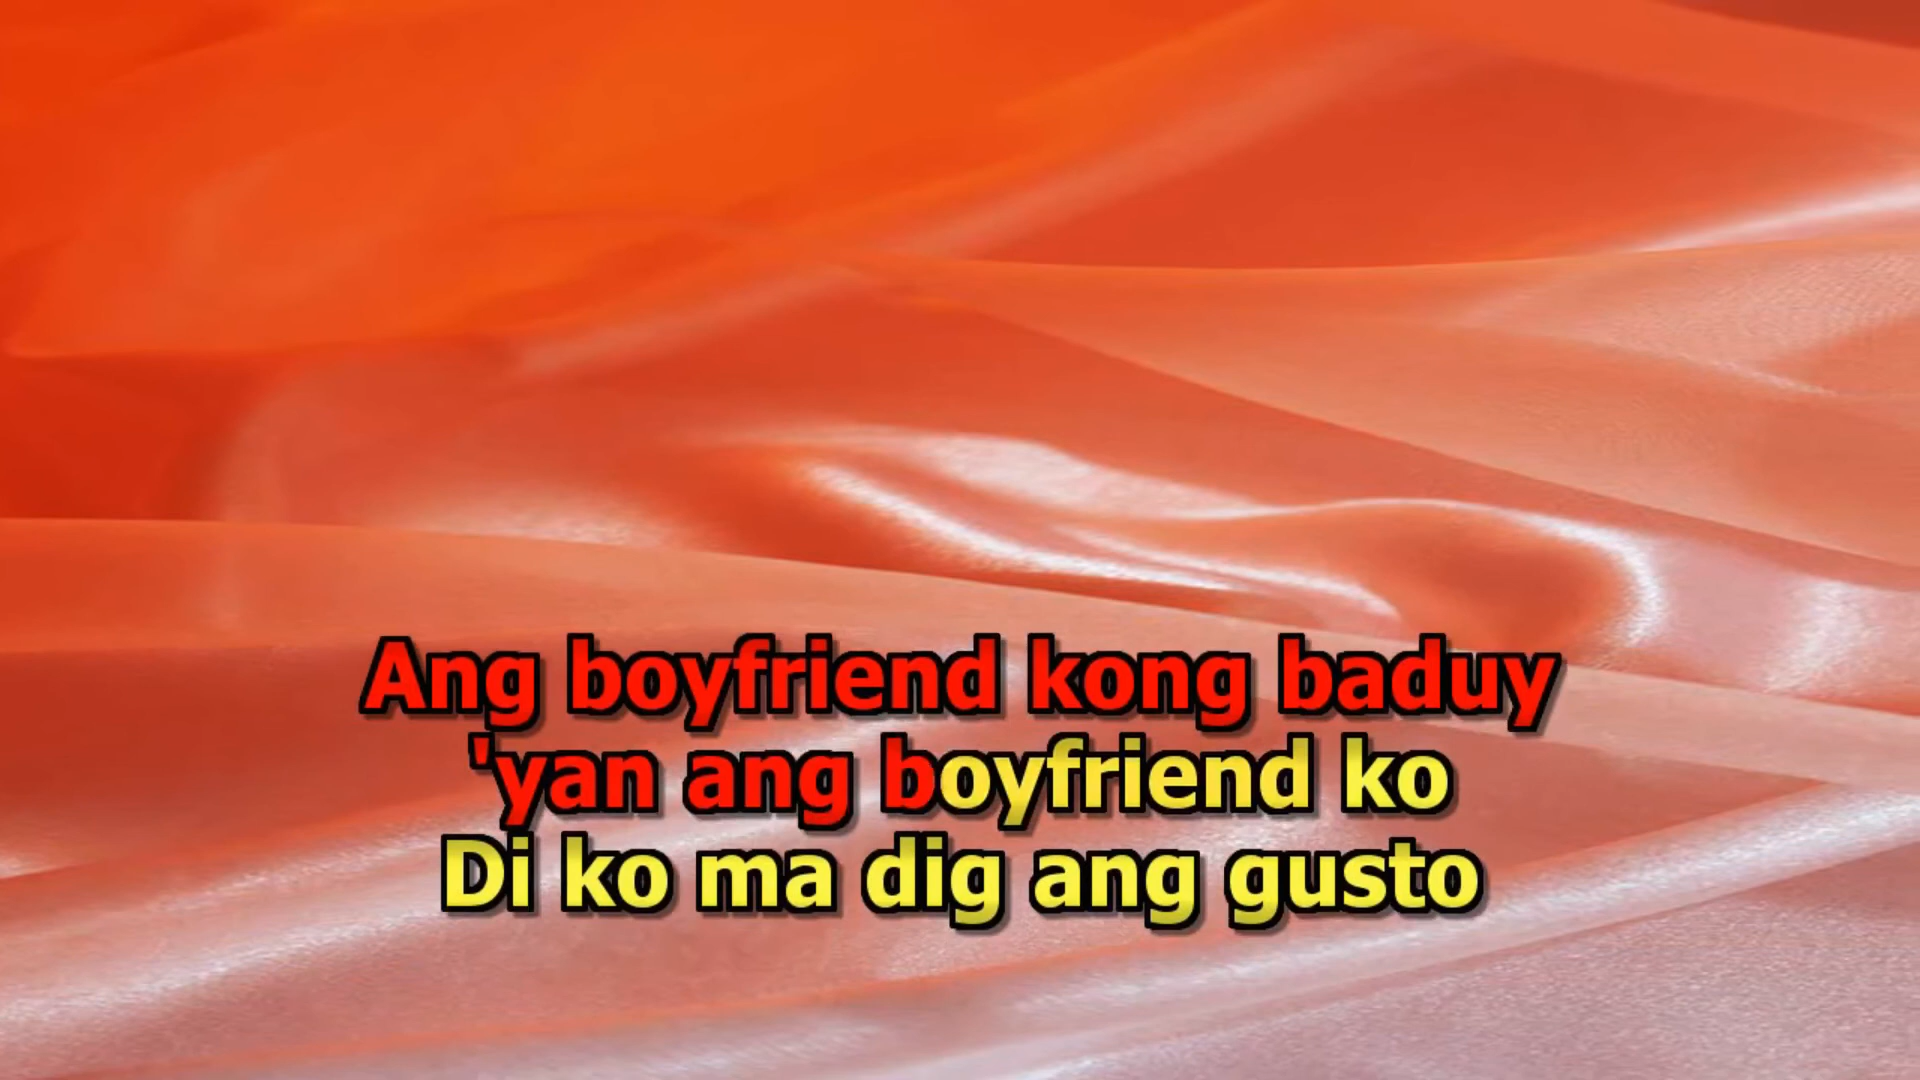 Ang boyfriend kong baduy
'yan ang boyfriend ko
Di ko ma dig ang gusto